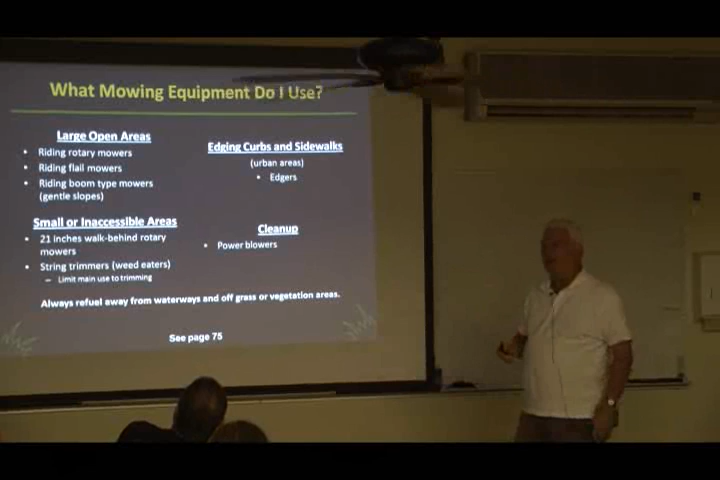 What Mowing Equipment Do I Use?
Large Open Areas
• Riding rotary mowers
• Riding flail mowers
• Riding boom type mowers
(gentle slopes)
Small or Inaccessible Areas
• 21 inches walk-behind rotary
mowers
• String trimmers (weed eaters)
– Limit main use to trimming
Edging Curbs and Sidewalks
(urban areas)
• Edgers
Cleanup
• Power blowers
Always refuel away from waterways and off grass or vegetation areas.
See page 75